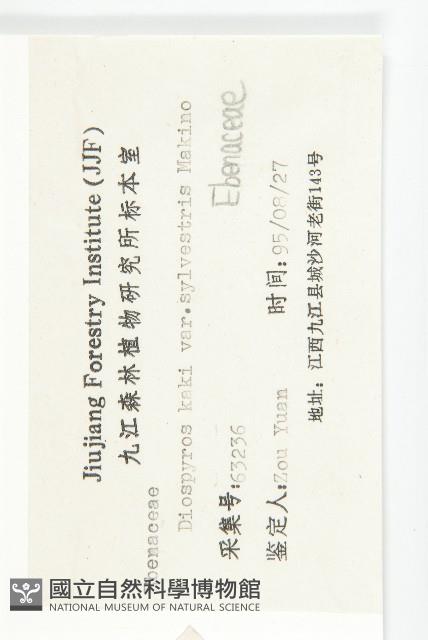 Jiujiang Forestry Institute (JJF)
九江森林植物研究所标本室
Ebenaceae
Diospyros kaki var.sylvestris Makino
Ebenaceae
采集号:63236
鉴定人:Zou Yuan 时间:95/08/27
地址: 江西九江县城沙河老街143号
國立自然科學博物館
NATIONAL MUSEUM OF NATURAL SCIENCE